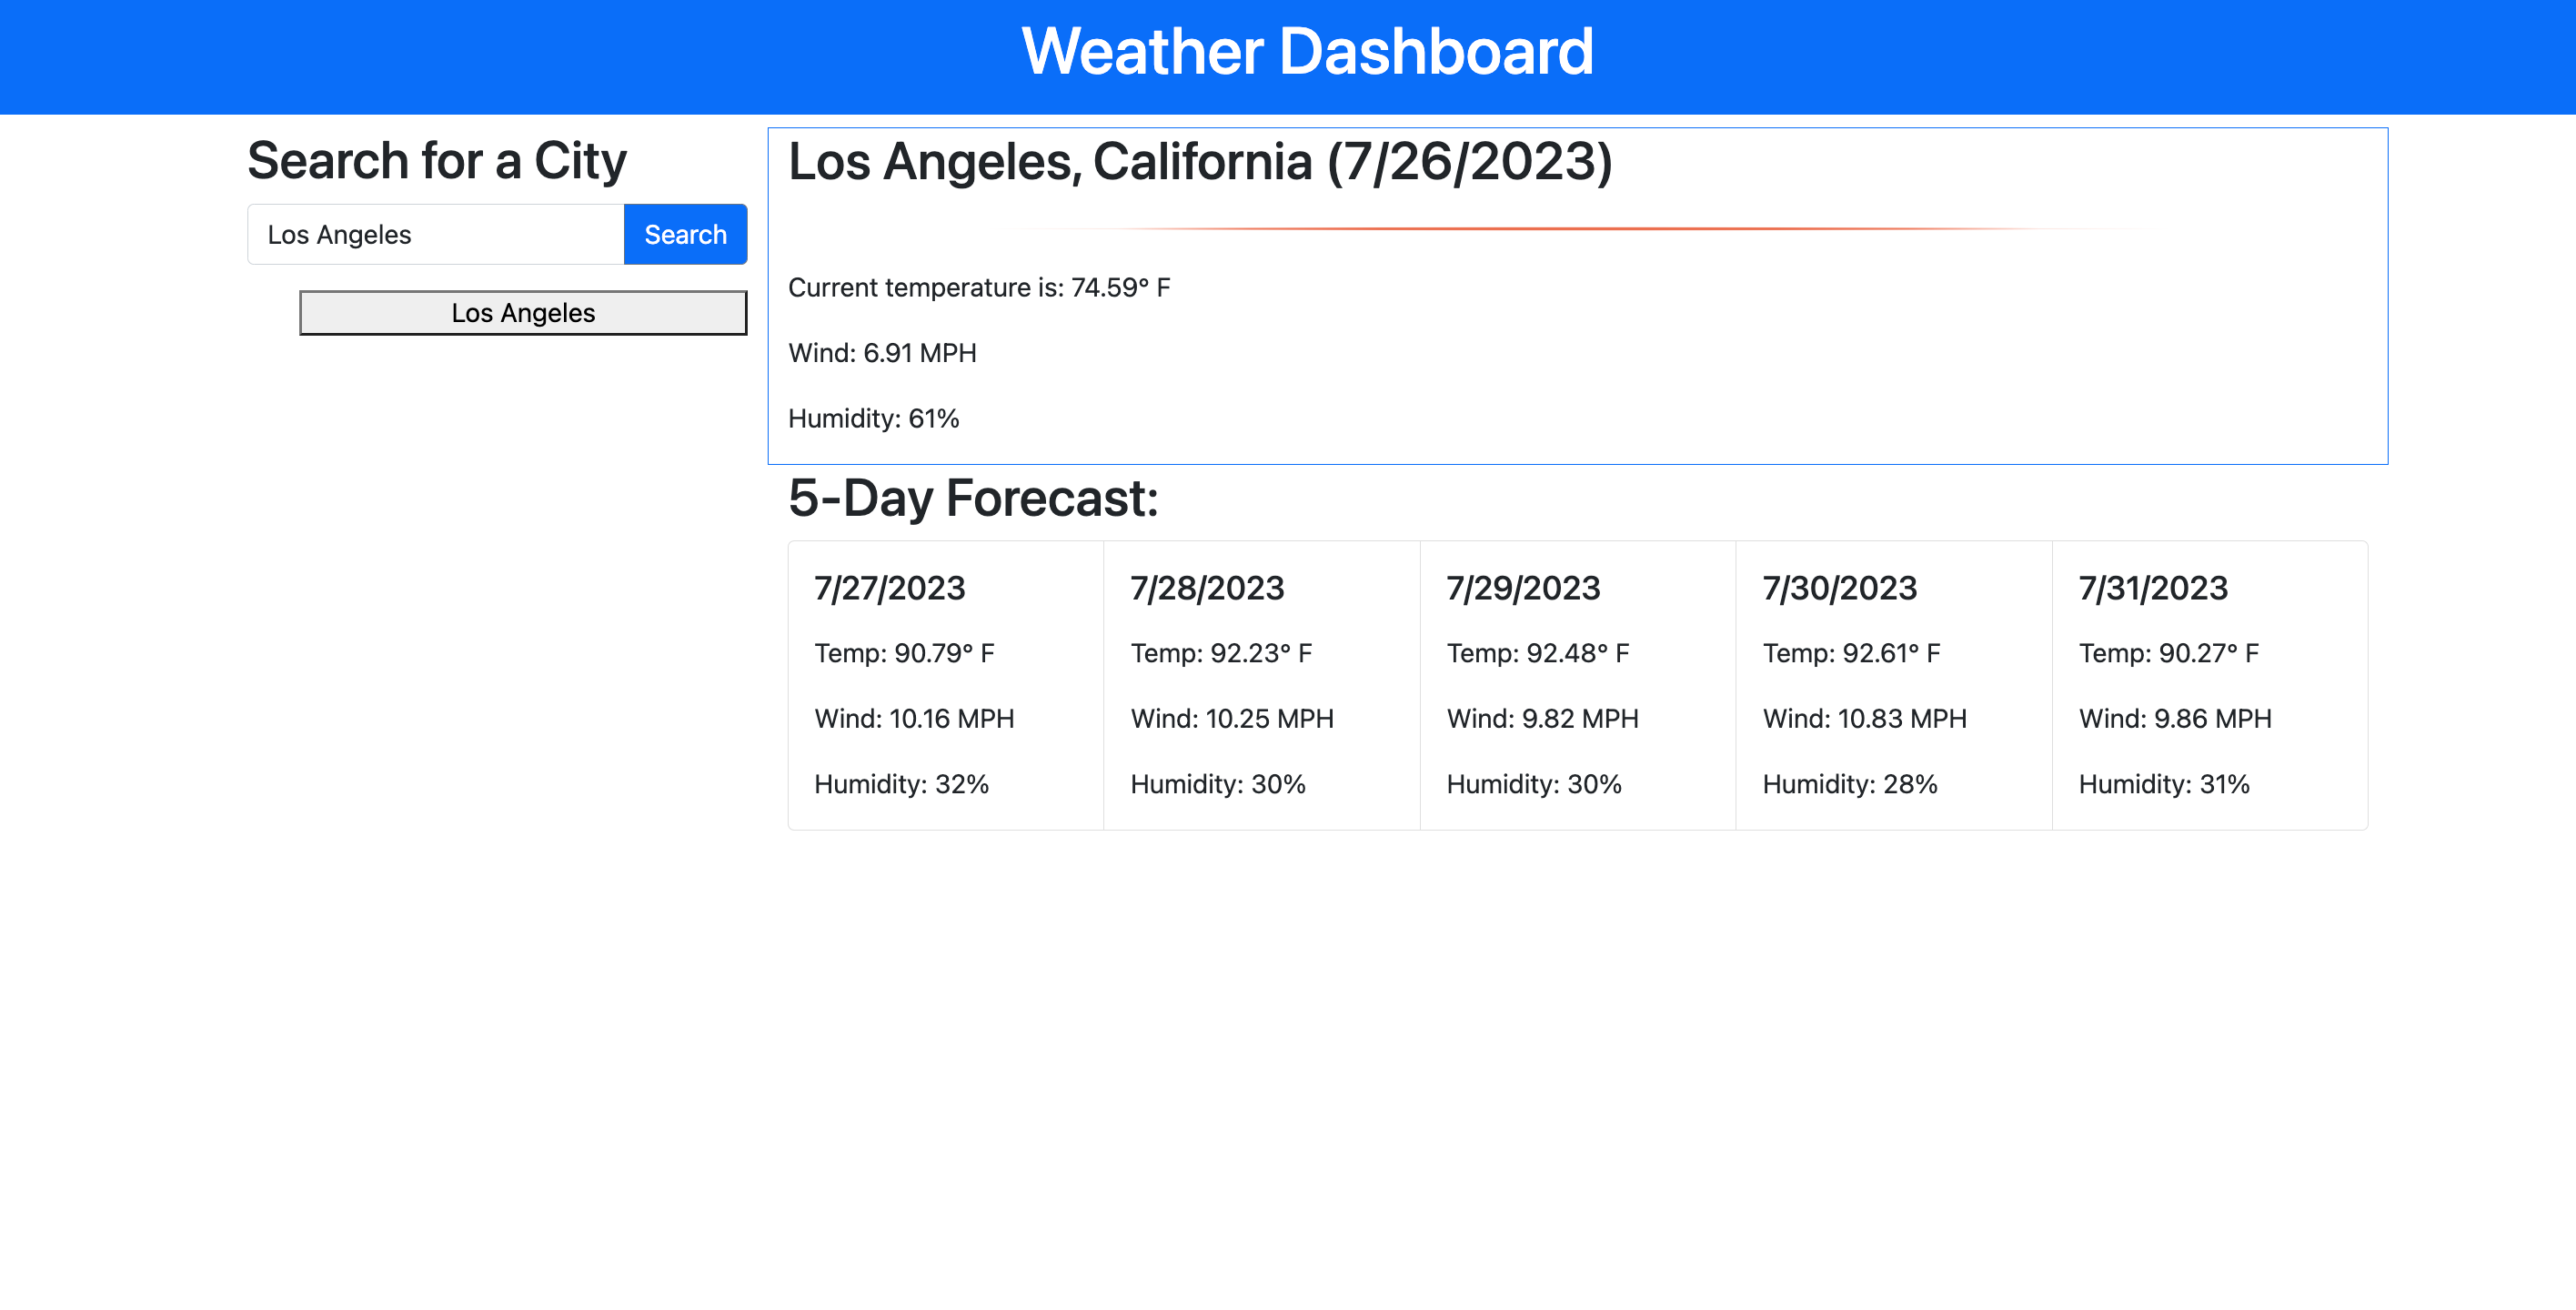 Weather Dashboard
Search for a City
Los Angeles
Search
Los Angeles
Los Angeles, California (7/26/2023)
Current temperature is: 74.59° F
Wind: 6.91 MPH
Humidity: 61%
5-Day Forecast:
7/27/2023
Temp: 90.79° F
Wind: 10.16 MPH
Humidity: 32%
7/28/2023
Temp: 92.23° F
Wind: 10.25 MPH
Humidity: 30%
7/29/2023
Temp: 92.48° F
Wind: 9.82 MPH
Humidity: 30%
7/30/2023
Temp: 92.61° F
Wind: 10.83 MPH
Humidity: 28%
7/31/2023
Temp: 90.27° F
Wind: 9.86 MPH
Humidity: 31%